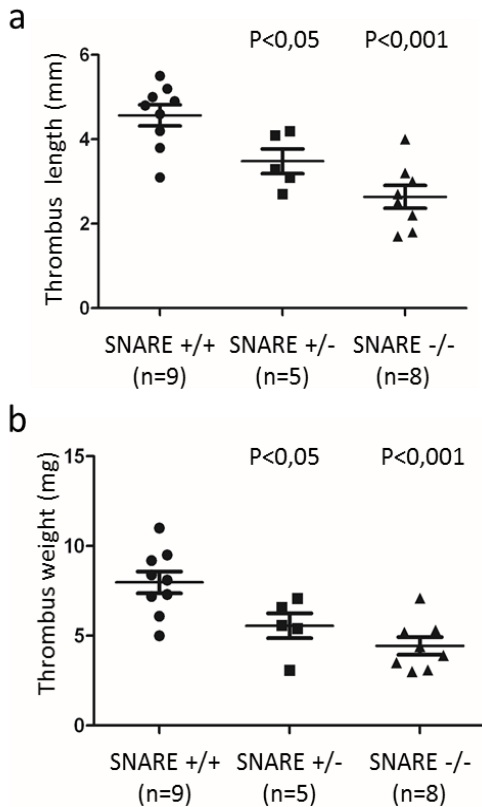 a
P<0,05 P<0,001
Thrombus length (mm)
6
4
2
0
SNARE +/+ SNARE +/- SNARE -/-
(n=9) (n=5) (n=8)
b
P<0,05 P<0,001
Thrombus weight (mg)
15
10
5
0
SNARE +/+ SNARE +/- SNARE -/-
(n=9) (n=5) (n=8)